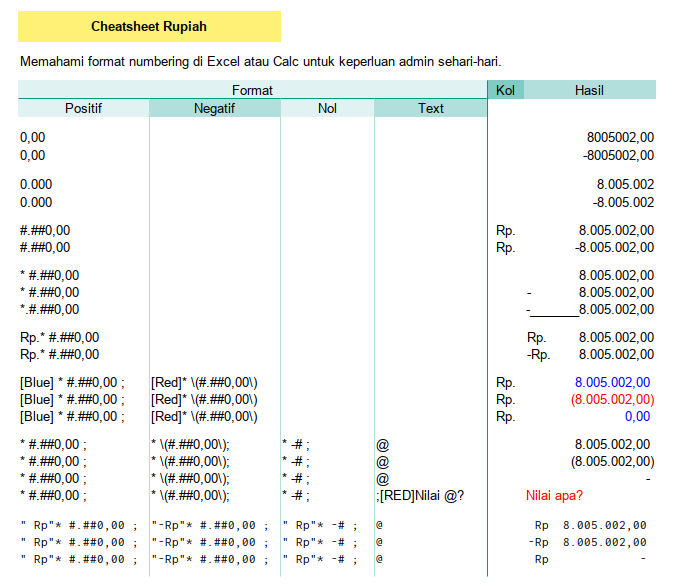 Cheatsheet Rupiah
Memahami format numbering di Excel atau Calc untuk keperluan admin sehari-hari.
Format Kol Hasil
Positif Negatif Nol Text
0,00 8005002,00
0,00 -8005002,00
0.000 8.005.002
0.000 -8.005.002
#.##0,00 Rp. 8.005.002,00
#.##0,00 Rp. -8.005.002,00
* #.##0,00 8.005.002,00
* #.##0,00 - 8.005.002,00
*_#.##0,00 -_______8.005.002,00
Rp.* #.##0,00 Rp. 8.005.002,00
Rp.* #.##0,00 -Rp. 8.005.002,00
[Blue] * #.##0,00 ; [Red]* \(#.##0,00\) Rp. 8.005.002,00
[Blue] * #.##0,00 ; [Red]* \(#.##0,00\) Rp. (8.005.002,00)
[Blue] * #.##0,00 ; [Red]* \(#.##0,00\) Rp. 0,00
* #.##0,00 ; * \(#.##0,00\); * -# ; @ 8.005.002,00
* #.##0,00 ; * \(#.##0,00\); * -# ; @ (8.005.002,00)
* #.##0,00 ; * \(#.##0,00\); * -# ; @ -
* #.##0,00 ; * \(#.##0,00\); * -# ; ;[RED]Nilai @? Nilai apa?
" Rp"* #.##0,00 ; "-Rp"* #.##0,00 ; " Rp"* -# ; @ Rp 8.005.002,00
" Rp"* #.##0,00 ; "-Rp"* #.##0,00 ; " Rp"* -# ; @ -Rp 8.005.002,00
" Rp"* #.##0,00 ; "-Rp"* #.##0,00 ; " Rp"* -# ; @ Rp -